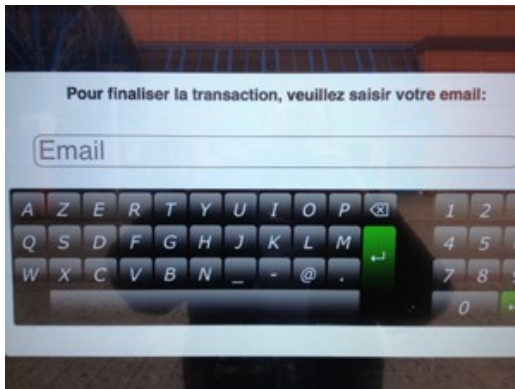 Pour finaliser la transaction, veuillez saisir votre email:
Email
A Z E R T Y U I O P 1 2
Q S D F G H J K L M 4 5
W X C V B N _ - @ . 7 8
0